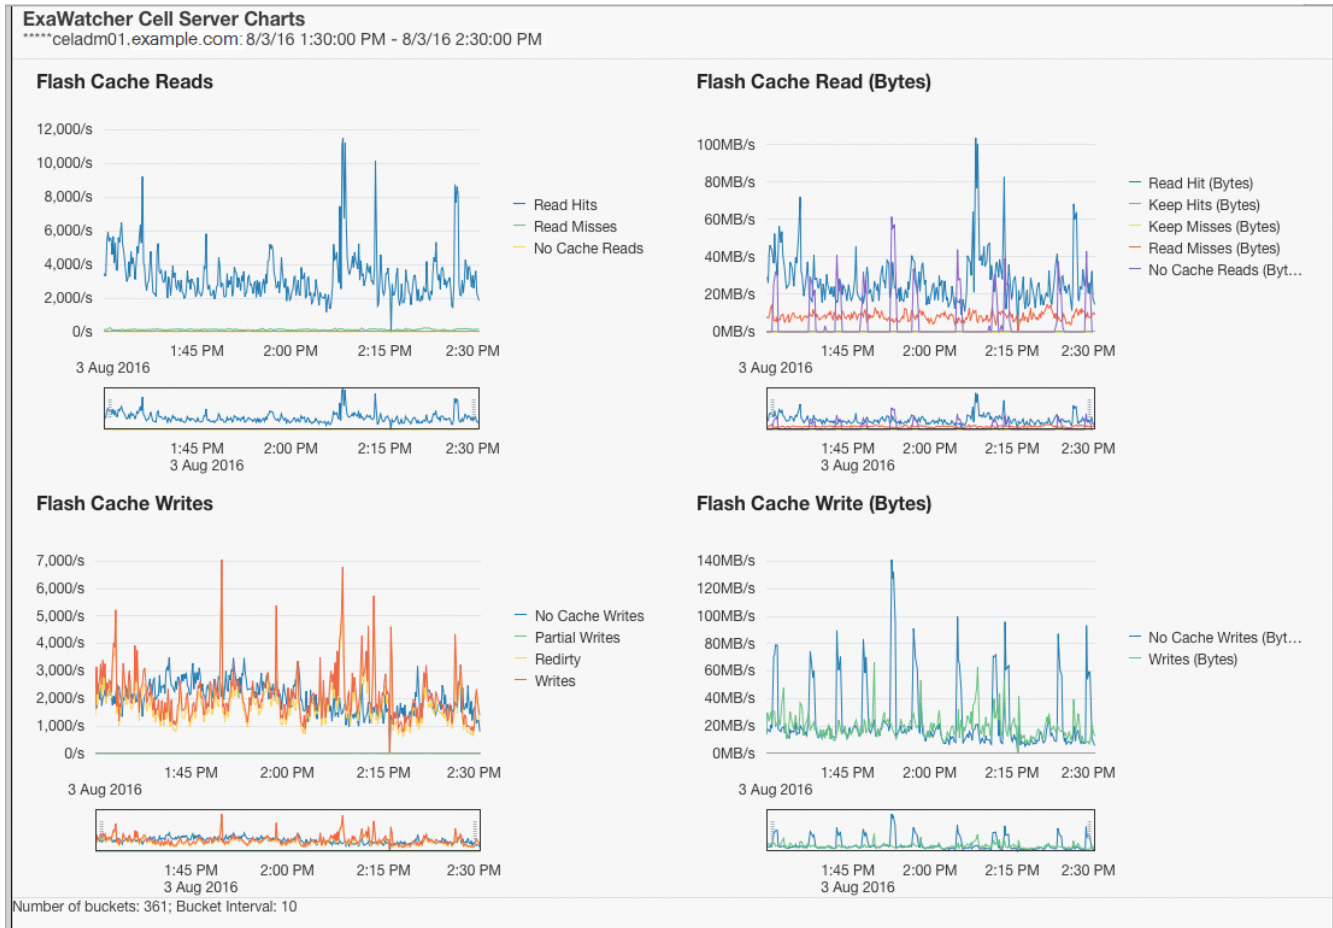 ExaWatcher Cell Server Charts
*****celadm01.example.com: 8/3/16 1:30:00 PM - 8/3/16 2:30:00 PM
Flash Cache Reads
12,000/s
10,000/s
8,000/s
6,000/s
4,000/s
2,000/s
0/s
1:45 PM 2:00 PM 2:15 PM 2:30 PM
3 Aug 2016
Read Hits
Read Misses
No Cache Reads
1:45 PM 2:00 PM 2:15 PM 2:30 PM
3 Aug 2016
Flash Cache Read (Bytes)
100MB/s
80MB/s
60MB/s
40MB/s
20MB/s
0MB/s
1:45 PM 2:00 PM 2:15 PM 2:30 PM
3 Aug 2016
Read Hit (Bytes)
Keep Hits (Bytes)
Keep Misses (Bytes)
Read Misses (Bytes)
No Cache Reads (Byt...
1:45 PM 2:00 PM 2:15 PM 2:30 PM
3 Aug 2016
Flash Cache Writes
7,000/s
6,000/s
5,000/s
4,000/s
3,000/s
2,000/s
1,000/s
0/s
1:45 PM 2:00 PM 2:15 PM 2:30 PM
3 Aug 2016
No Cache Writes
Partial Writes
Redirty
Writes
1:45 PM 2:00 PM 2:15 PM 2:30 PM
3 Aug 2016
Flash Cache Write (Bytes)
140MB/s
120MB/s
100MB/s
80MB/s
60MB/s
40MB/s
20MB/s
0MB/s
1:45 PM 2:00 PM 2:15 PM 2:30 PM
3 Aug 2016
No Cache Writes (Byt...
Writes (Bytes)
1:45 PM 2:00 PM 2:15 PM 2:30 PM
3 Aug 2016
Number of buckets: 361; Bucket Interval: 10